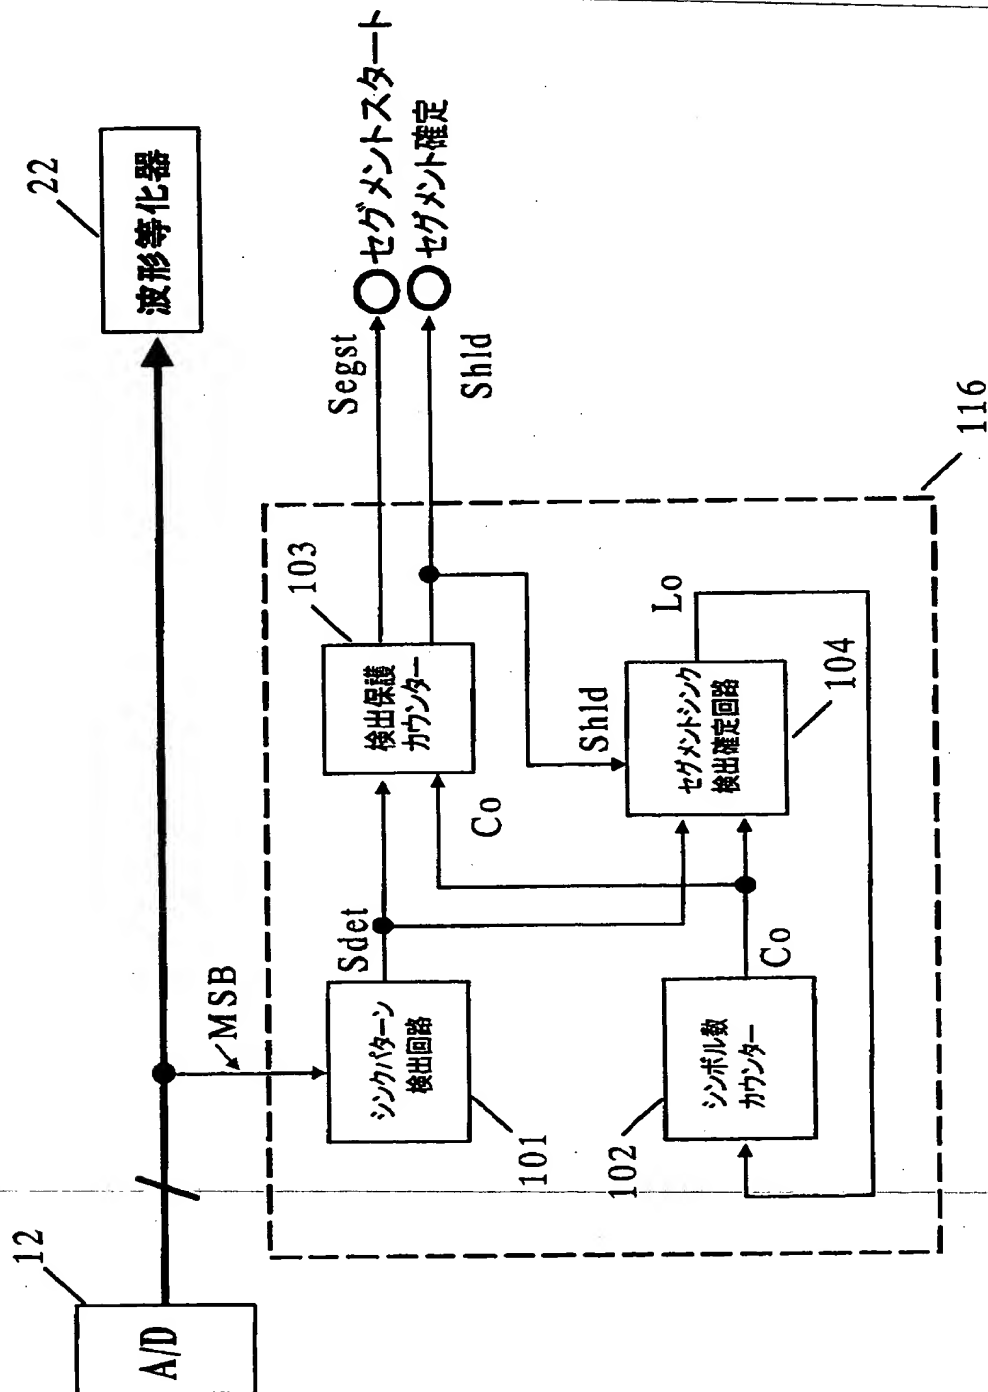 12
A/D
22
波形等化器
MSB
101
シンクパターン
検出回路
Sdet
103
検出保護
カウンター
Segst
セグメントスタート
Shld
セグメント確定
Co
102
シンボル数
カウンター
Co
Shld
セグメントシンク
検出確定回路
104
Lo
116